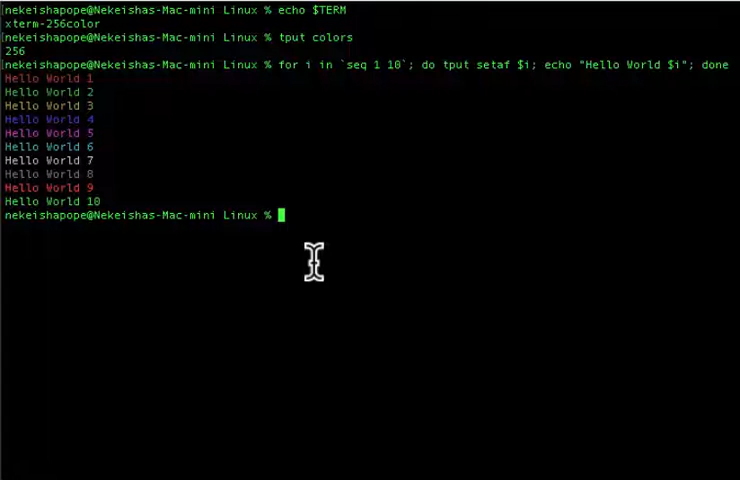 [nekeishapope@Nekeishas-Mac-mini Linux % echo $TERM
xterm-256color
[nekeishapope@Nekeishas-Mac-mini Linux % tput colors
256
[nekeishapope@Nekeishas-Mac-mini Linux % for i in `seq 1 10`; do tput setaf $i; echo "Hello World $i"; done
Hello World 1
Hello World 2
Hello World 3
Hello World 4
Hello World 5
Hello World 6
Hello World 7
Hello World 8
Hello World 9
Hello World 10
nekeishapope@Nekeishas-Mac-mini Linux %